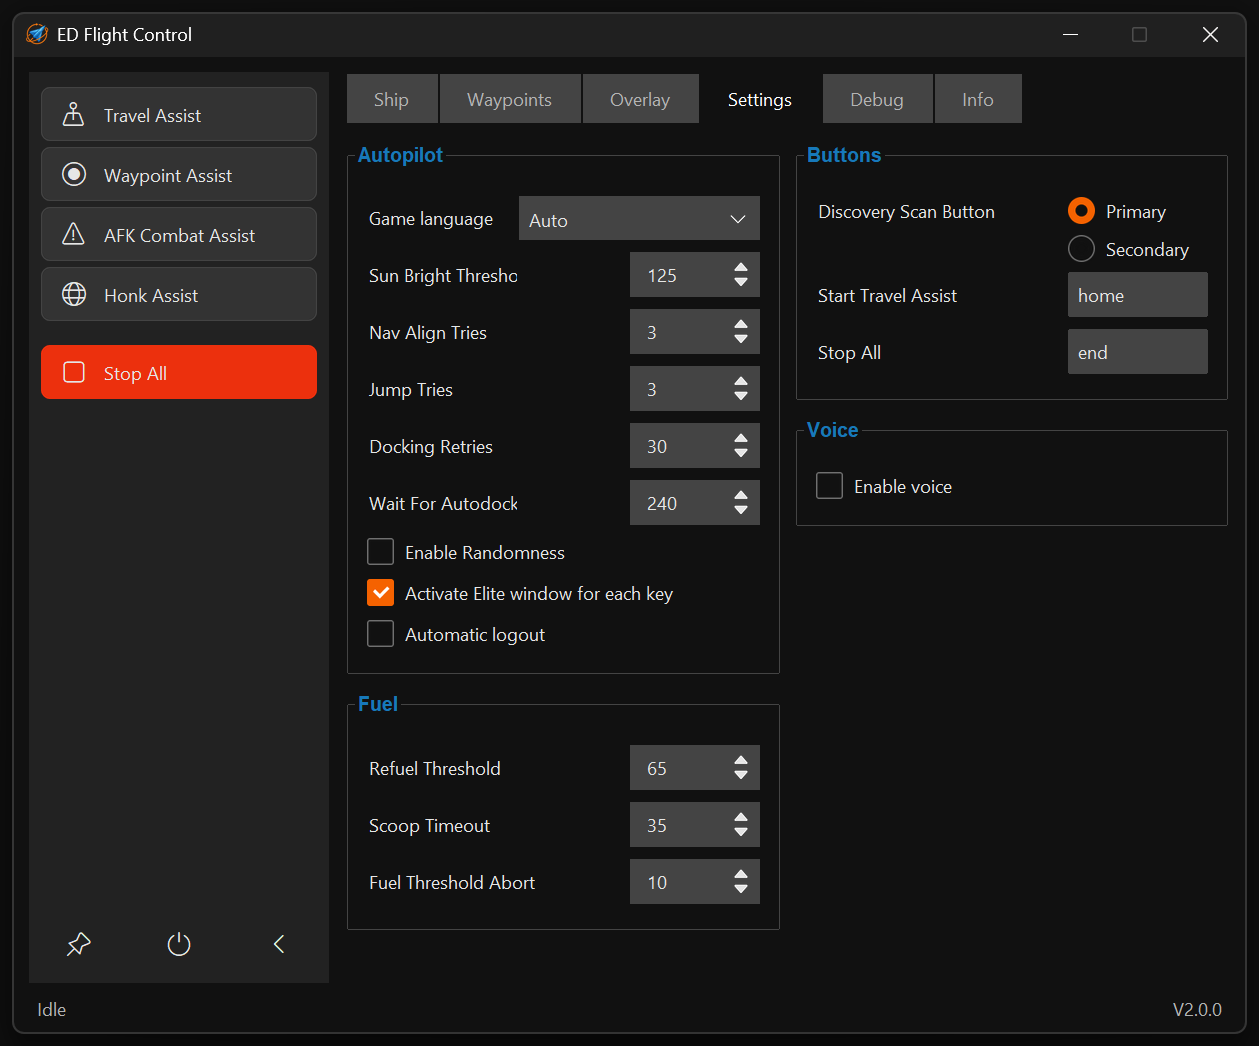 ED Flight Control
Travel Assist
Waypoint Assist
AFK Combat Assist
Honk Assist
Stop All
Ship
Waypoints
Overlay
Settings
Debug
Info
Autopilot
Game language
Auto
Sun Bright Thresho
125
Nav Align Tries
3
Jump Tries
3
Docking Retries
30
Wait For Autodock
240
Enable Randomness
Activate Elite window for each key
Automatic logout
Fuel
Refuel Threshold
65
Scoop Timeout
35
Fuel Threshold Abort
10
Buttons
Discovery Scan Button
Primary
Secondary
Start Travel Assist
home
Stop All
end
Voice
Enable voice
Idle
V2.0.0